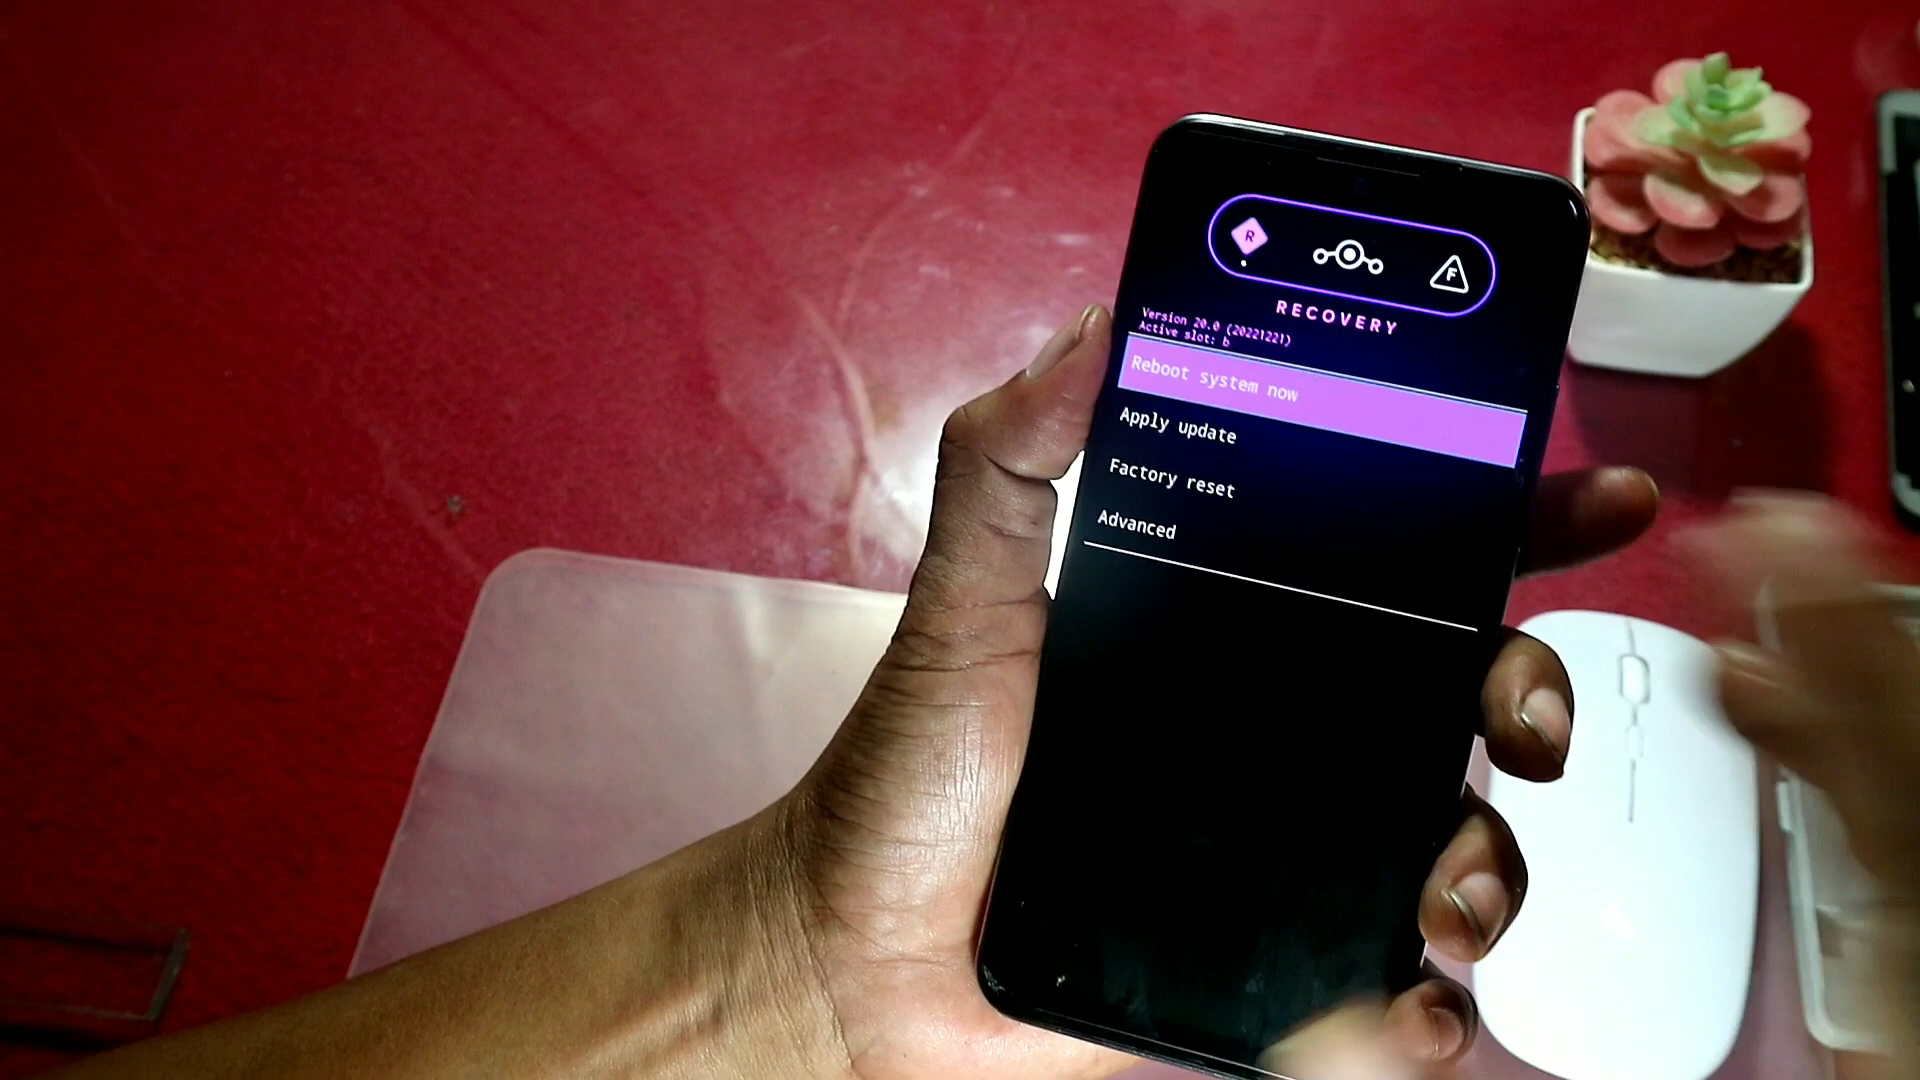 R
F
RECOVERY
Version 20.0 (20221221)
Active slot: b
Reboot system now
Apply update
Factory reset
Advanced